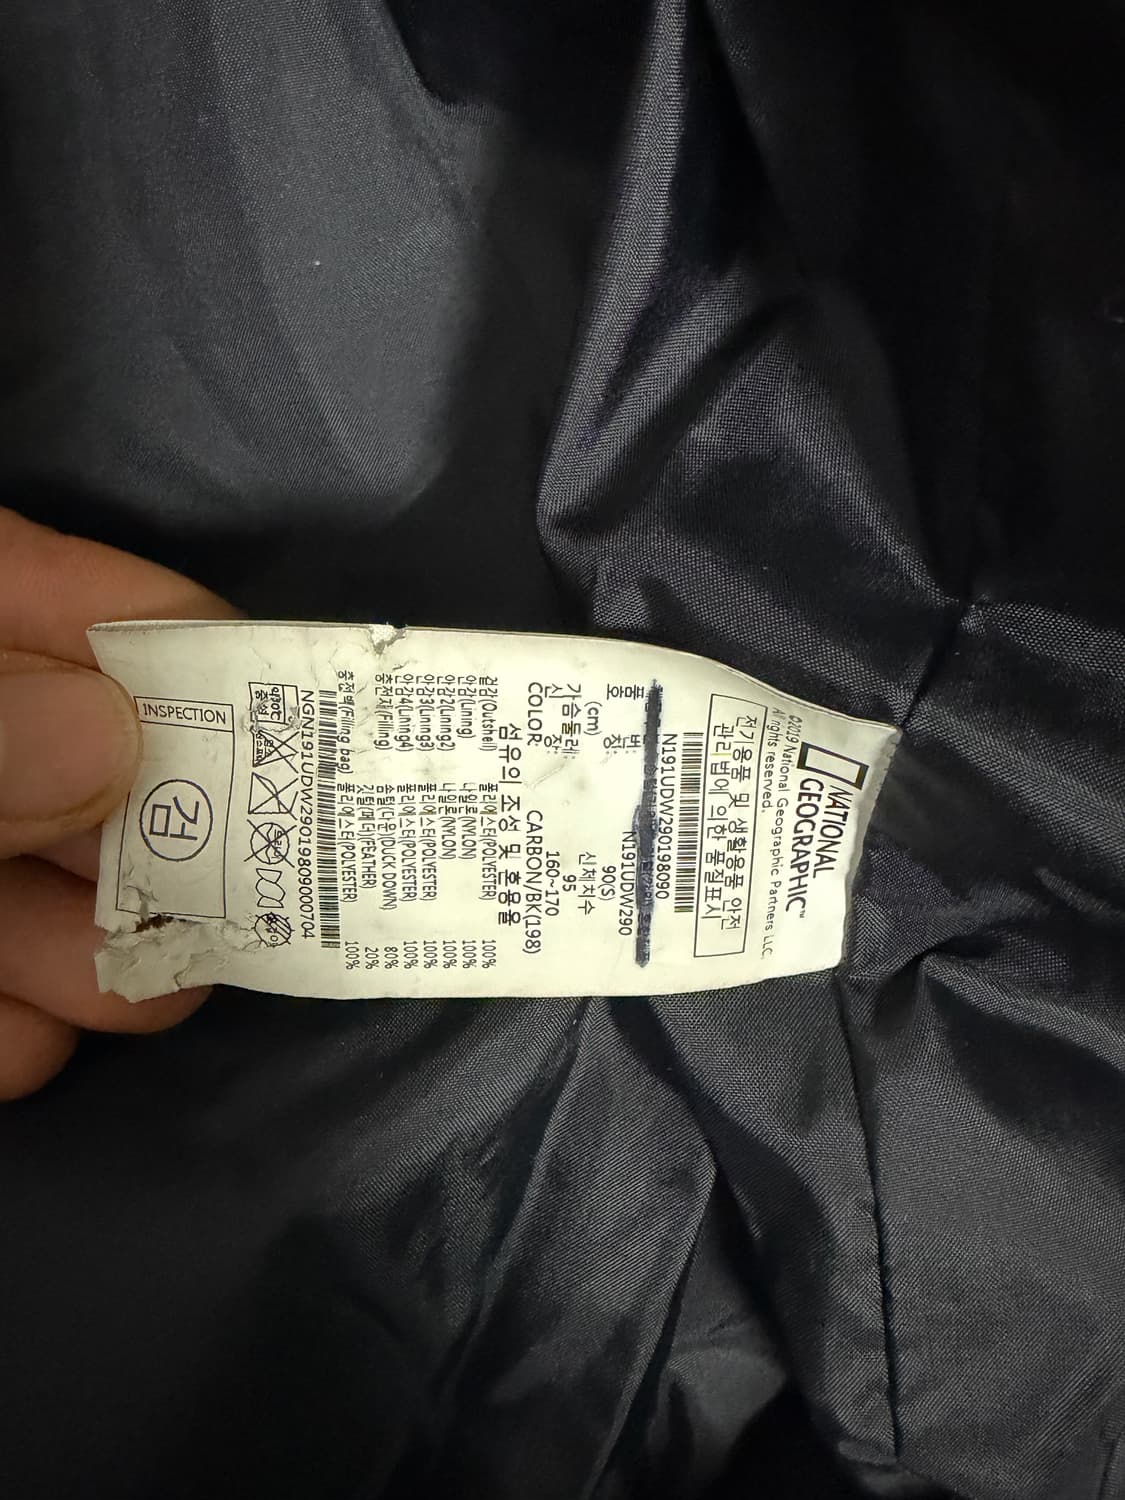 NATIONAL
GEOGRAPHIC™
©2019 National Geographic Partners LLC.
All rights reserved.
전기용품 및 생활용품 안전
관리법에 의한 품질표시
N191UDW290198090
품 번 N191UDW290
호 칭 90(S)
(cm) 신체치수
가슴둘레 95
신 장 160~170
COLOR CARBON/BK(198)
섬유의 조성 및 혼용율
겉감(Outshell) 폴리에스터(POLYESTER) 100%
안감(Lining) 나일론(NYLON) 100%
안감2(Lining2) 나일론(NYLON) 100%
안감3(Lining3) 폴리에스터(POLYESTER) 100%
안감4(Lining4) 폴리에스터(POLYESTER) 100%
충전재(Filling) 솜털(다운)(DUCK DOWN) 80%
깃털(페더)(FEATHER) 20%
충전백(Filling bag) 폴리에스터(POLYESTER) 100%
NGN191UDW29019809000704
약30℃
중성
INSPECTION
검